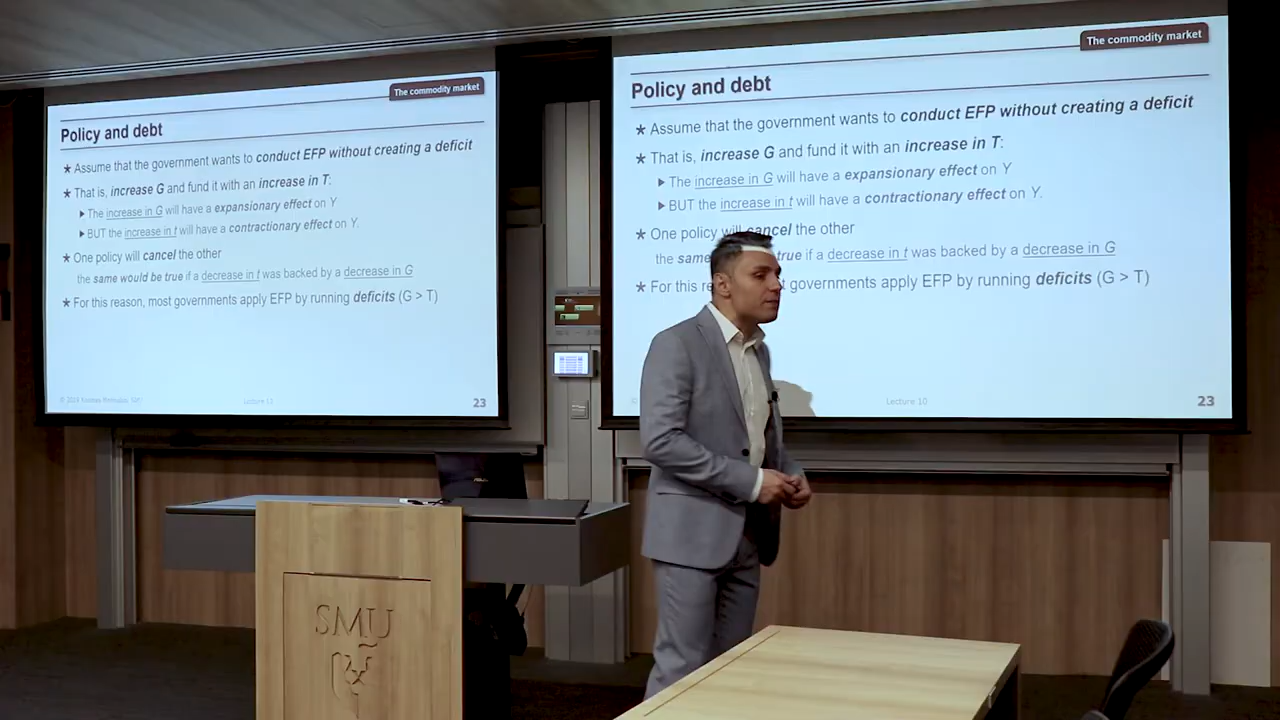 The commodity market
Policy and debt
★ Assume that the government wants to conduct EFP without creating a deficit
★ That is, increase G and fund it with an increase in T:
▶ The increase in G will have a expansionary effect on Y
▶ BUT the increase in t will have a contractionary effect on Y.
★ One policy will cancel the other
the same would be true if a decrease in t was backed by a decrease in G
★ For this reason, most governments apply EFP by running deficits (G > T)
23
The commodity market
Policy and debt
★ Assume that the government wants to conduct EFP without creating a deficit
★ That is, increase G and fund it with an increase in T:
▶ The increase in G will have a expansionary effect on Y
▶ BUT the increase in t will have a contractionary effect on Y.
★ One policy will cancel the other
the same true if a decrease in t was backed by a decrease in G
★ For this governments apply EFP by running deficits (G > T)
Lecture 10
23
SMU